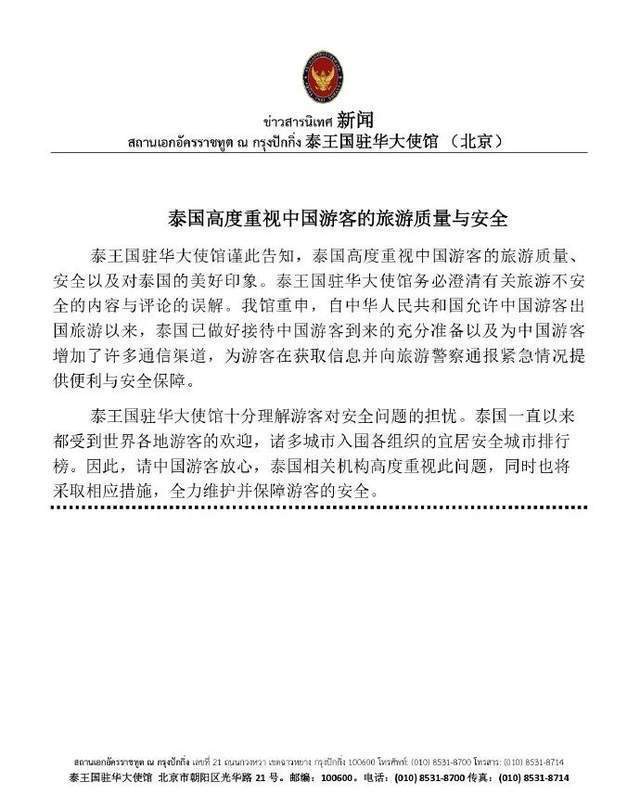 ข่าวสารนิเทศ 新闻
สถานเอกอัครราชทูต ณ กรุงปักกิ่ง 泰王国驻华大使馆 （北京）
泰国高度重视中国游客的旅游质量与安全
泰王国驻华大使馆谨此告知，泰国高度重视中国游客的旅游质量、
安全以及对泰国的美好印象。泰王国驻华大使馆务必澄清有关旅游不安
全的内容与评论的误解。我馆重申，自中华人民共和国允许中国游客出
国旅游以来，泰国已做好接待中国游客到来的充分准备以及为中国游客
增加了许多通信渠道，为游客在获取信息并向旅游警察通报紧急情况提
供便利与安全保障。
泰王国驻华大使馆十分理解游客对安全问题的担忧。泰国一直以来
都受到世界各地游客的欢迎，诸多城市入围各组织的宜居安全城市排行
榜。因此，请中国游客放心，泰国相关机构高度重视此问题，同时也将
采取相应措施，全力维护并保障游客的安全。
สถานเอกอัครราชทูต ณ กรุงปักกิ่ง เลขที่ 21 ถนนกวงหวา เขตฉาวหยาง กรุงปักกิ่ง 100600 โทรศัพท์: (010) 8531-8700 โทรสาร: (010) 8531-8714
泰王国驻华大使馆 北京市朝阳区光华路 21 号。邮编：100600。电话：(010) 8531-8700 传真：(010) 8531-8714